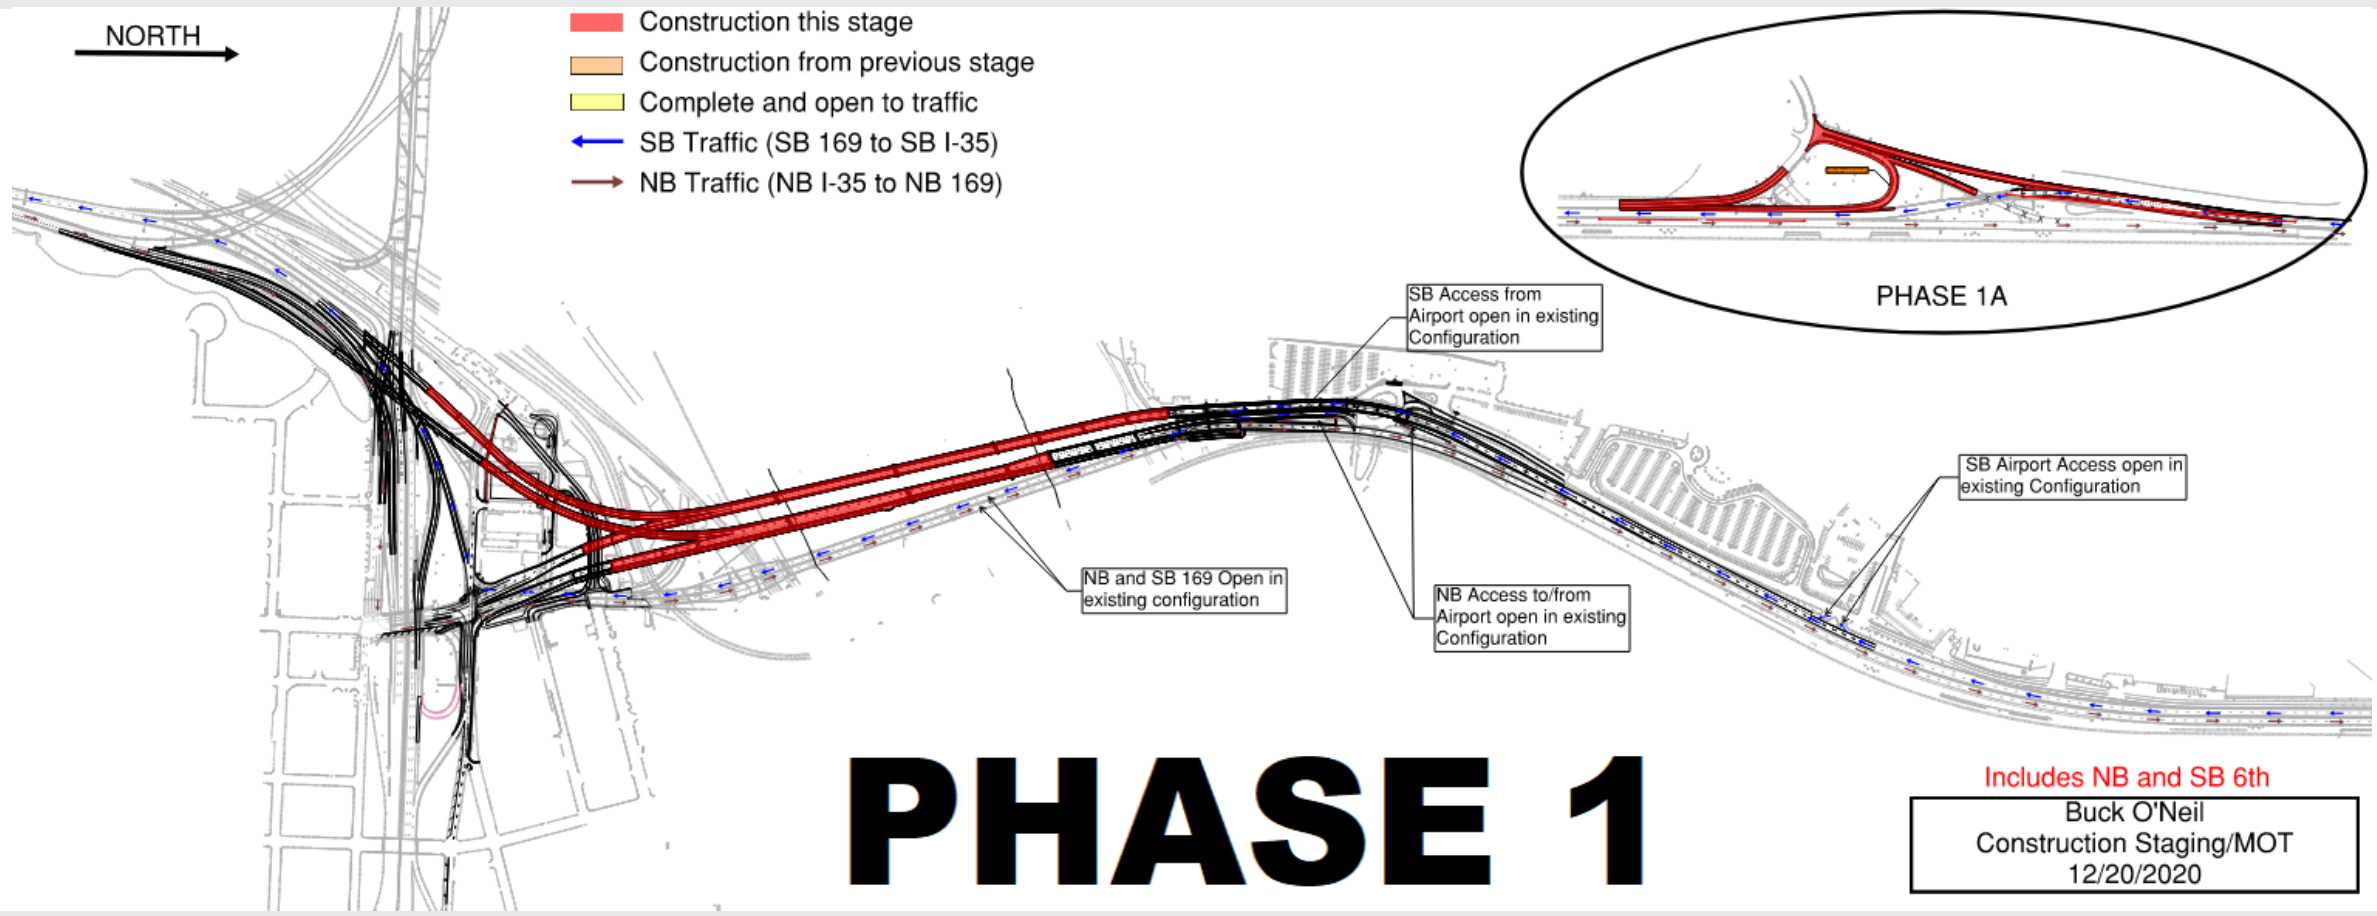 NORTH
Construction this stage
Construction from previous stage
Complete and open to traffic
SB Traffic (SB 169 to SB I-35)
NB Traffic (NB I-35 to NB 169)
PHASE 1A
SB Access from
Airport open in existing
Configuration
SB Airport Access open in
existing Configuration
NB and SB 169 Open in
existing configuration
NB Access to/from
Airport open in existing
Configuration
PHASE 1
Includes NB and SB 6th
Buck O'Neil
Construction Staging/MOT
12/20/2020